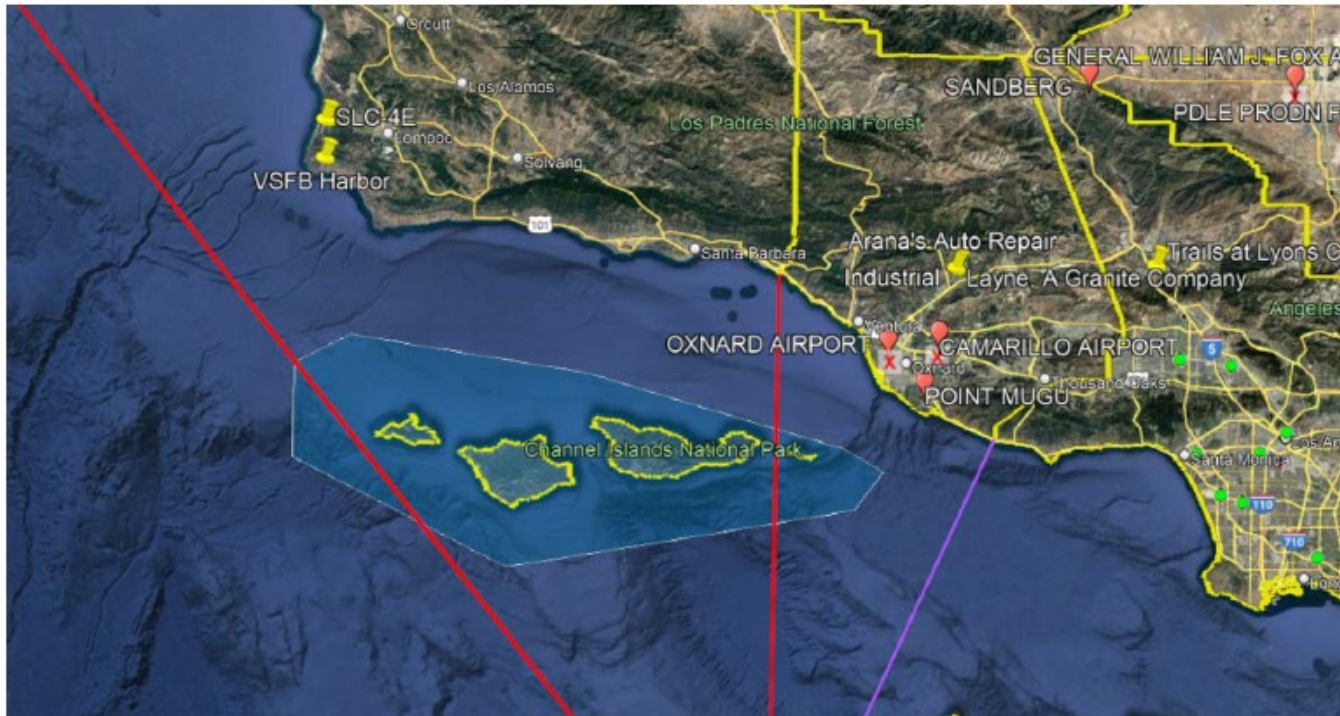 Orcutt
GENERAL WILLIAM J. FOX A
SANDBERG
Los Alamos
SLC-4E
PDLE PRODN F
Los Padres National Forest
Lompoc
Solvang
VSFB Harbor
101
Santa Barbara
Arana's Auto Repair
Trails at Lyons C
Industrial
Layne, A Granite Company
Angeles
Ventura
OXNARD AIRPORT
CAMARILLO AIRPORT
5
X
X
Oxnard
Thousand Oaks
POINT MUGU
Channel Islands National Park
Los An
Santa Monica
110
710